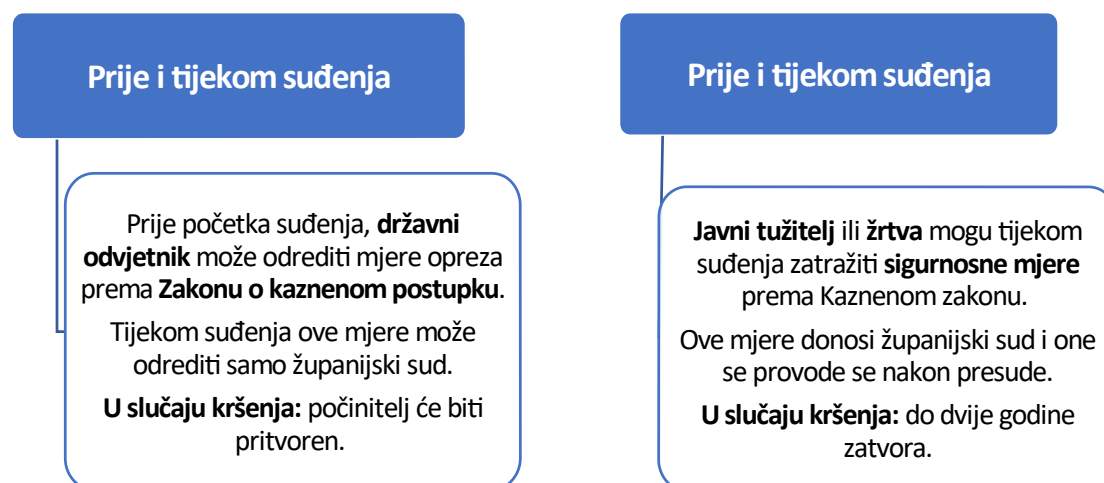 Prije i tijekom suđenja
Prije početka suđenja, državni
odvjetnik može odrediti mjere opreza
prema Zakonu o kaznenom postupku.
Tijekom suđenja ove mjere može
odrediti samo županijski sud.
U slučaju kršenja: počinitelj će biti
pritvoren.
Prije i tijekom suđenja
Javni tužitelj ili žrtva mogu tijekom
suđenja zatražiti sigurnosne mjere
prema Kaznenom zakonu.
Ove mjere donosi županijski sud i one
se provode se nakon presude.
U slučaju kršenja: do dvije godine
zatvora.